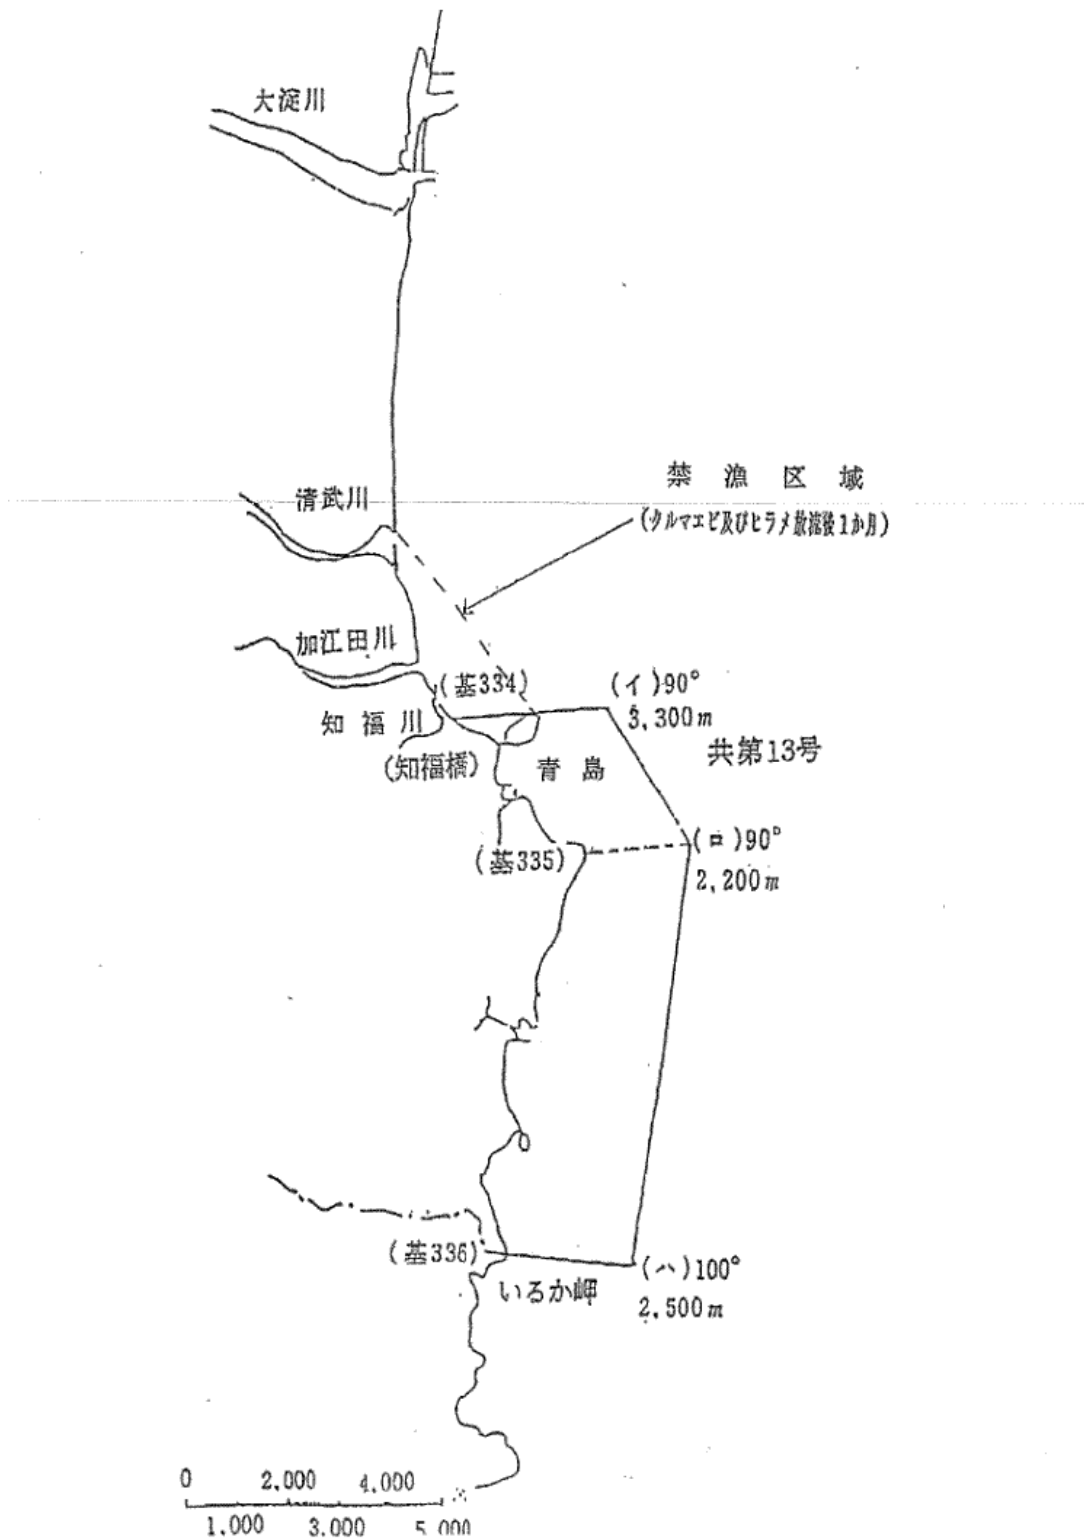 大淀川
禁漁区域
清武川
(クルマエビ及びヒラメ放流後1か月)
加江田川
(基334)
(イ)90°
3,300m
知福川
共第13号
(知福橋)
青島
(ロ)90°
(基335)
2,200m
(基336)
(ハ)100°
いるか岬
2,500m
0 2,000 4,000
1,000 3,000 5,000